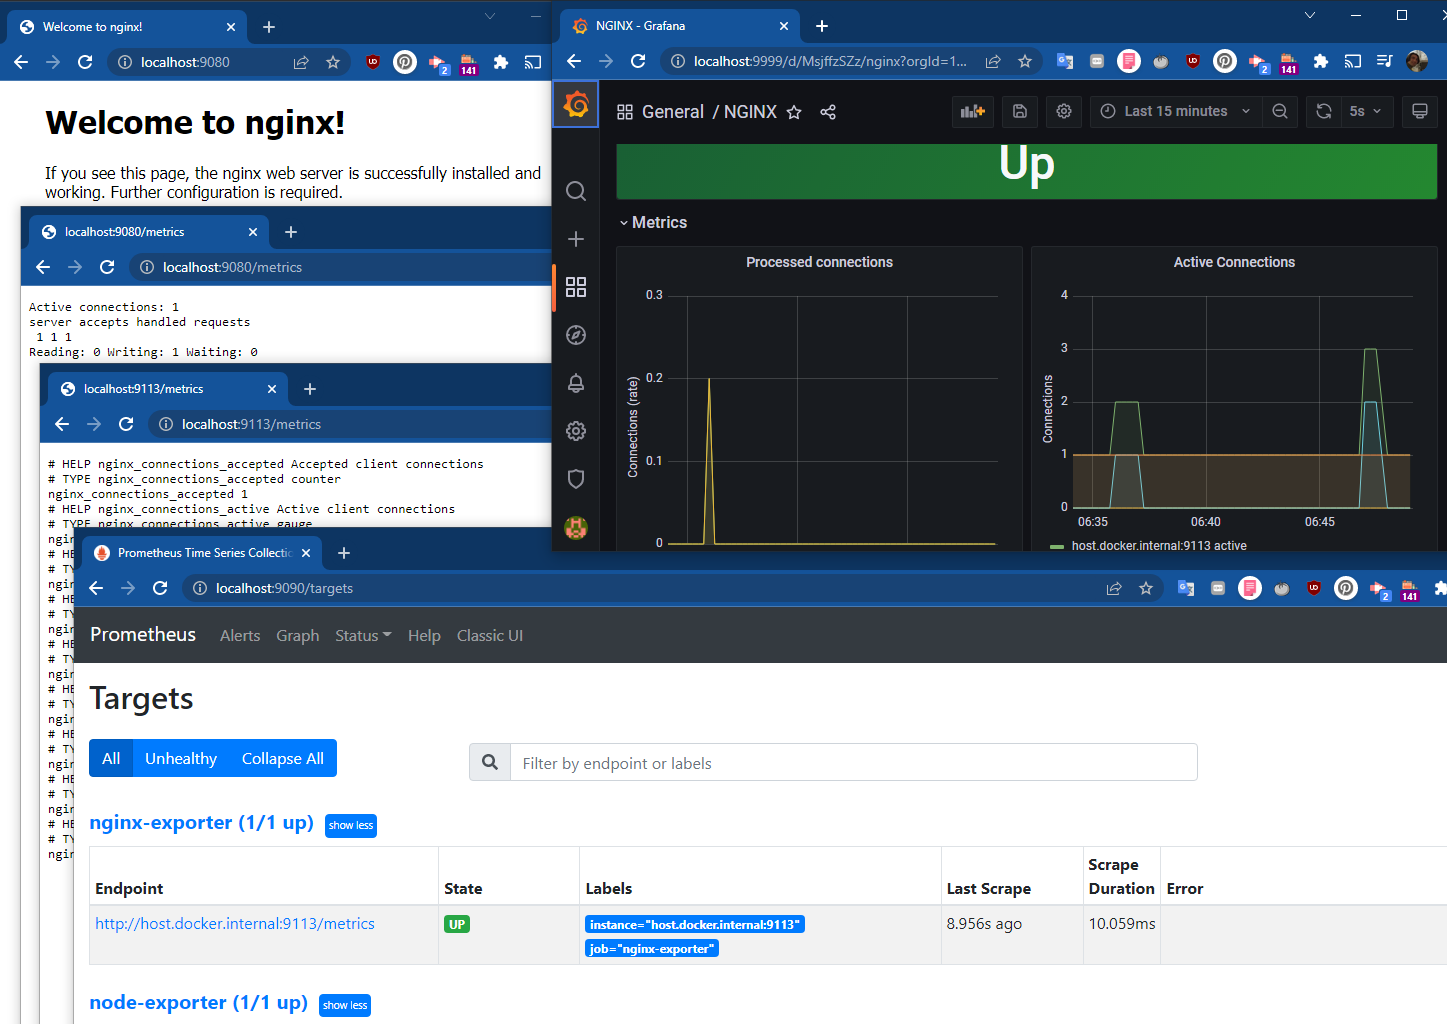 Welcome to nginx!
localhost:9080
141
2
Welcome to nginx!
If you see this page, the nginx web server is successfully installed and
working. Further configuration is required.
localhost:9080/metrics
localhost:9080/metrics
Active connections: 1
server accepts handled requests
1 1 1
Reading: 0 Writing: 1 Waiting: 0
localhost:9113/metrics
localhost:9113/metrics
# HELP nginx_connections_accepted Accepted client connections
# TYPE nginx_connections_accepted counter
nginx_connections_accepted 1
# HELP nginx_connections_active Active client connections
# TYPE nginx_connections_active gauge
NGINX - Grafana
localhost:9999/d/MsjffzSZz/nginx?orgId=1...
2
141
General / NGINX
Last 15 minutes
5s
Up
Metrics
Processed connections
Connections (rate)
0.3
0.2
0.1
0
Active Connections
Connections
4
3
2
1
0
06:35
06:40
06:45
host.docker.internal:9113 active
Prometheus Time Series Collectio
localhost:9090/targets
2
141
Prometheus
Alerts
Graph
Status
Help
Classic UI
Targets
All
Unhealthy
Collapse All
Filter by endpoint or labels
nginx-exporter (1/1 up)
show less
Endpoint
State
Labels
Last Scrape
Scrape
Duration
Error
http://host.docker.internal:9113/metrics
UP
instance="host.docker.internal:9113"
job="nginx-exporter"
8.956s ago
10.059ms
node-exporter (1/1 up)
show less